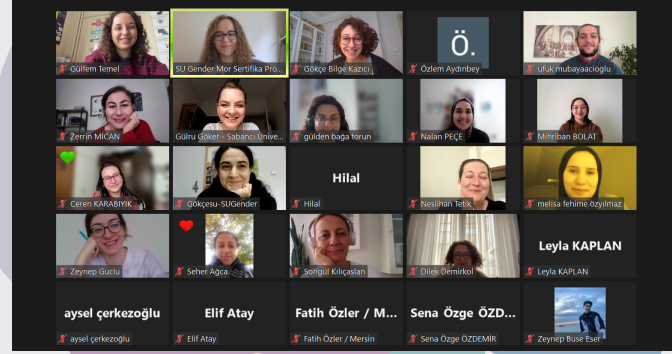 Gülfem Temel
SU Gender Mor Sertifika Pro...
Gökçe Bilge Kazıcı
Ö.
Özlem Aydınbey
ufuk mubayaacıoglu
Zerrin MİCAN
Gülru Göker - Sabancı Ünive...
gülden bağa torun
Nalan PEÇE
Mihriban BOLAT
Ceren KARABIYIK
Gökçesu-SUGender
Hilal
Hilal
Neslihan Tetik
melisa fehime özyılmaz
Zeynep Guclu
Seher Ağca
Songül Kılıçaslan
Dilek Demirkol
Leyla KAPLAN
Leyla KAPLAN
aysel çerkezoğlu
aysel çerkezoğlu
Elif Atay
Elif Atay
Fatih Özler / M...
Fatih Özler / Mersin
Sena Özge ÖZD...
Sena Özge ÖZDEMİR
Zeynep Buse Eser